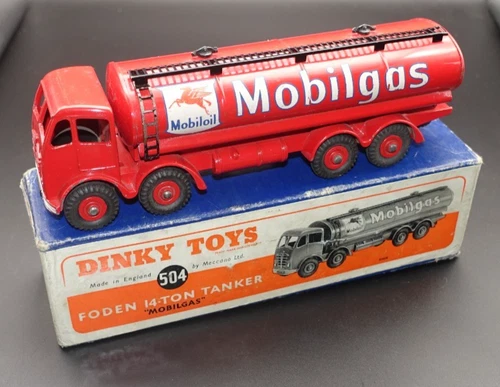 Mobilgas
Mobiloil
Mobilgas
DINKY TOYS
Made in England 504 by Meccano Ltd.
FODEN 14-TON TANKER
"MOBILGAS"